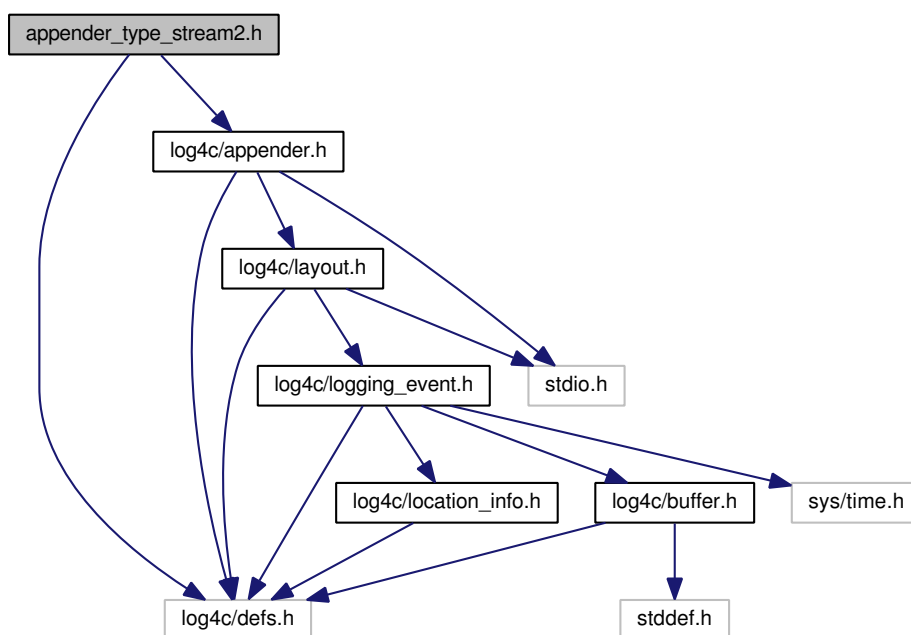 appender_type_stream2.h
log4c/appender.h
log4c/layout.h
log4c/logging_event.h
stdio.h
log4c/location_info.h
log4c/buffer.h
sys/time.h
log4c/defs.h
stddef.h